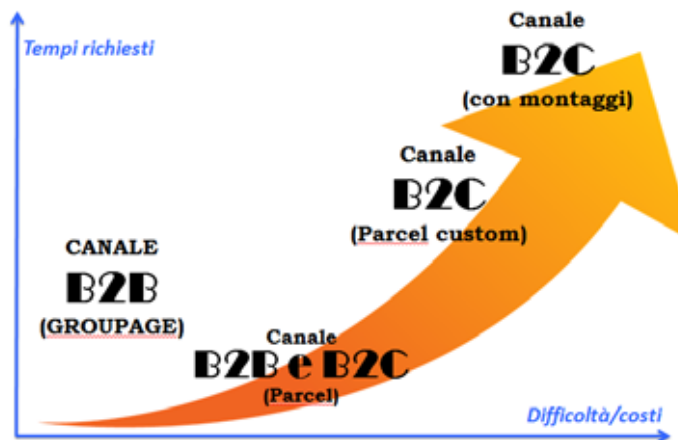 Tempi richiesti
Canale
B2C
(con montaggi)
Canale
B2C
(Parcel custom)
CANALE
B2B
(GROUPAGE)
Canale
B2B e B2C
(Parcel)
Difficoltà/costi